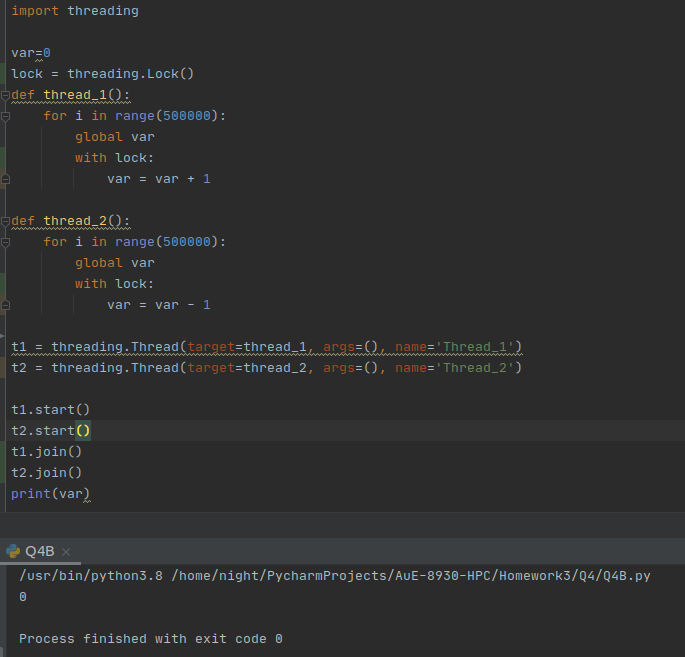 import threading
var=0
lock = threading.Lock()
def thread_1():
    for i in range(500000):
        global var
        with lock:
            var = var + 1
def thread_2():
    for i in range(500000):
        global var
        with lock:
            var = var - 1
t1 = threading.Thread(target=thread_1, args=(), name='Thread_1')
t2 = threading.Thread(target=thread_2, args=(), name='Thread_2')
t1.start()
t2.start()
t1.join()
t2.join()
print(var)
Q4B ×
/usr/bin/python3.8 /home/night/PycharmProjects/AuE-8930-HPC/Homework3/Q4/Q4B.py
0
Process finished with exit code 0